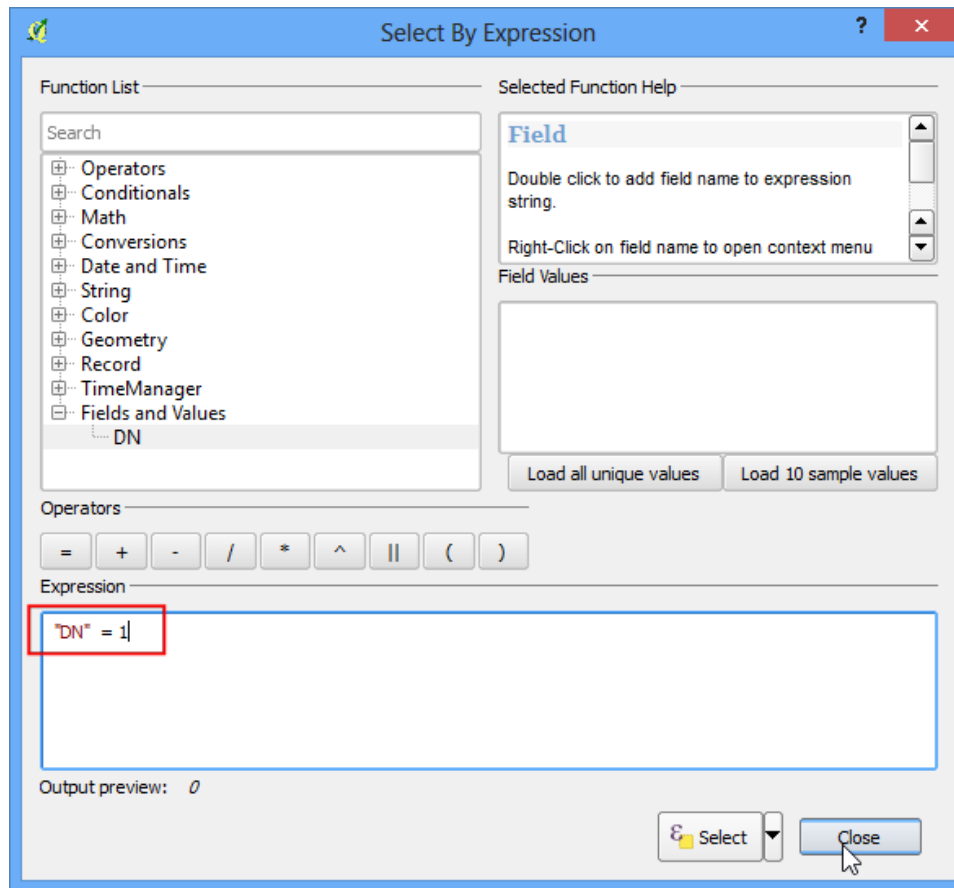 Select By Expression
?
×
Function List
Search
Operators
Conditionals
Math
Conversions
Date and Time
String
Color
Geometry
Record
TimeManager
Fields and Values
DN
Selected Function Help
Field
Double click to add field name to expression
string.
Right-Click on field name to open context menu
Field Values
Load all unique values
Load 10 sample values
Operators
= + - / * ^ || ( )
Expression
"DN" = 1
Output preview: 0
ε Select
Close